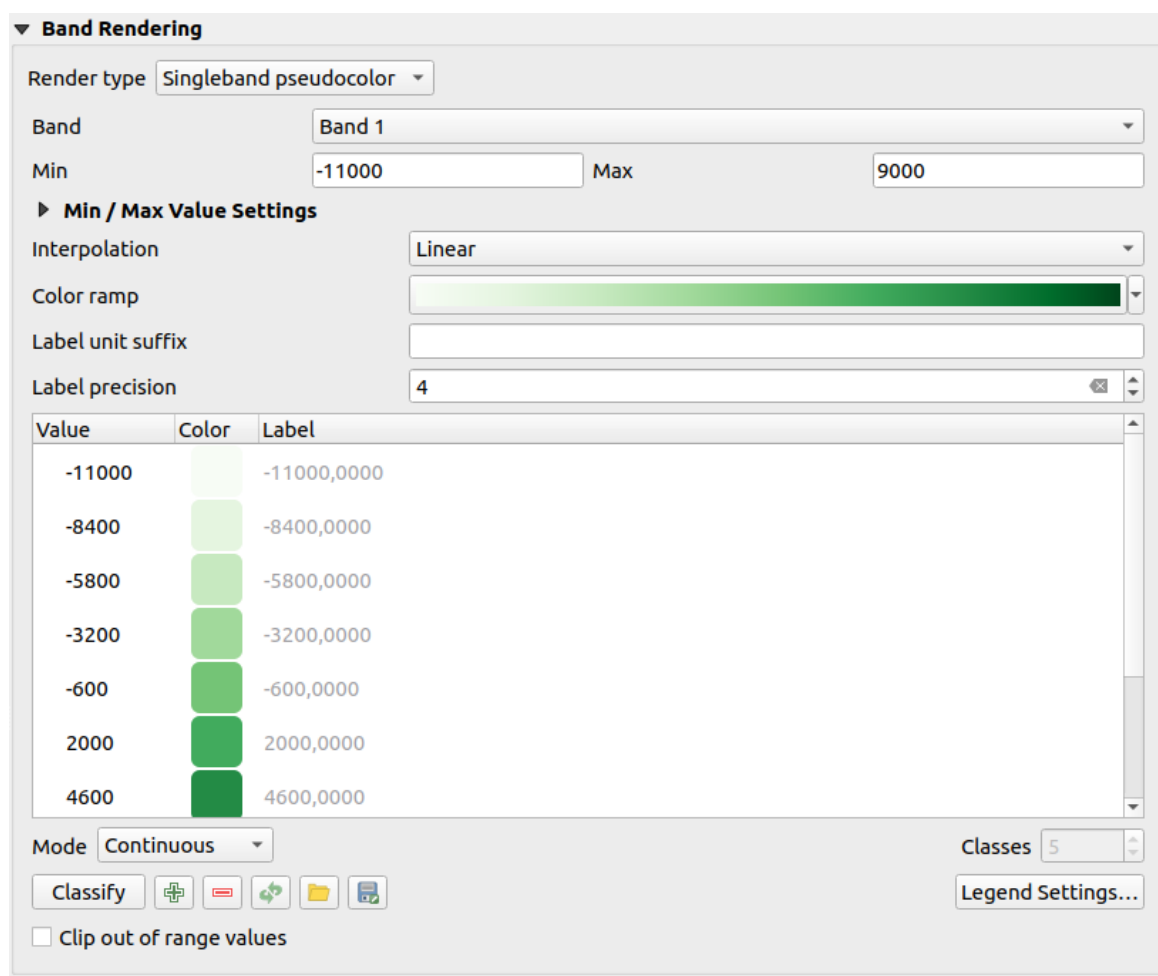 Band Rendering
Render type Singleband pseudocolor
Band Band 1
Min -11000 Max 9000
Min / Max Value Settings
Interpolation Linear
Color ramp
Label unit suffix
Label precision 4
Value Color Label
-11000 -11000,0000
-8400 -8400,0000
-5800 -5800,0000
-3200 -3200,0000
-600 -600,0000
2000 2000,0000
4600 4600,0000
Mode Continuous Classes 5
Classify Legend Settings...
Clip out of range values